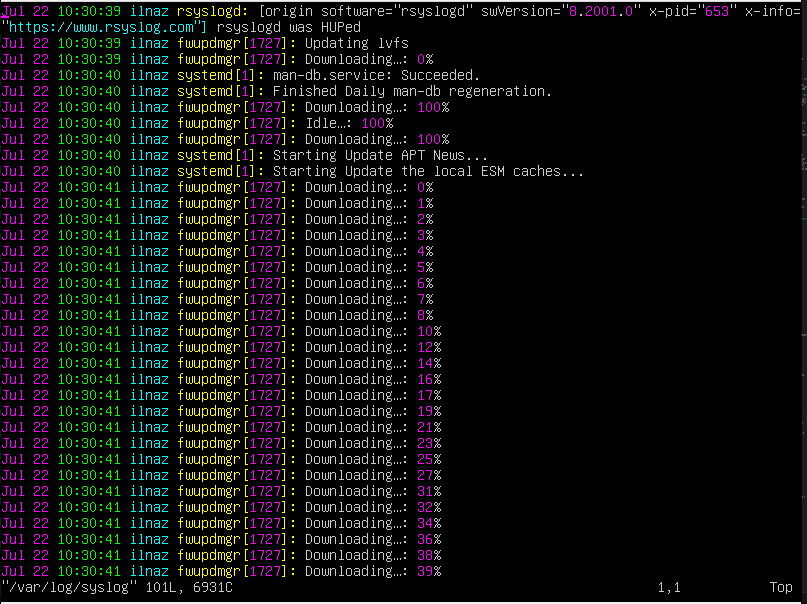 Jul 22 10:30:39 ilnaz rsyslogd: [origin software="rsyslogd" swVersion="8.2001.0" x-pid="653" x-info=
"https://www.rsyslog.com"] rsyslogd was HUPed
Jul 22 10:30:39 ilnaz fwupdmgr[1727]: Updating lvfs
Jul 22 10:30:39 ilnaz fwupdmgr[1727]: Downloading…: 0%
Jul 22 10:30:40 ilnaz systemd[1]: man-db.service: Succeeded.
Jul 22 10:30:40 ilnaz systemd[1]: Finished Daily man-db regeneration.
Jul 22 10:30:40 ilnaz fwupdmgr[1727]: Downloading…: 100%
Jul 22 10:30:40 ilnaz fwupdmgr[1727]: Idle…: 100%
Jul 22 10:30:40 ilnaz fwupdmgr[1727]: Downloading…: 100%
Jul 22 10:30:40 ilnaz systemd[1]: Starting Update APT News...
Jul 22 10:30:40 ilnaz systemd[1]: Starting Update the local ESM caches...
Jul 22 10:30:41 ilnaz fwupdmgr[1727]: Downloading…: 0%
Jul 22 10:30:41 ilnaz fwupdmgr[1727]: Downloading…: 1%
Jul 22 10:30:41 ilnaz fwupdmgr[1727]: Downloading…: 2%
Jul 22 10:30:41 ilnaz fwupdmgr[1727]: Downloading…: 3%
Jul 22 10:30:41 ilnaz fwupdmgr[1727]: Downloading…: 4%
Jul 22 10:30:41 ilnaz fwupdmgr[1727]: Downloading…: 5%
Jul 22 10:30:41 ilnaz fwupdmgr[1727]: Downloading…: 6%
Jul 22 10:30:41 ilnaz fwupdmgr[1727]: Downloading…: 7%
Jul 22 10:30:41 ilnaz fwupdmgr[1727]: Downloading…: 8%
Jul 22 10:30:41 ilnaz fwupdmgr[1727]: Downloading…: 10%
Jul 22 10:30:41 ilnaz fwupdmgr[1727]: Downloading…: 12%
Jul 22 10:30:41 ilnaz fwupdmgr[1727]: Downloading…: 14%
Jul 22 10:30:41 ilnaz fwupdmgr[1727]: Downloading…: 16%
Jul 22 10:30:41 ilnaz fwupdmgr[1727]: Downloading…: 17%
Jul 22 10:30:41 ilnaz fwupdmgr[1727]: Downloading…: 19%
Jul 22 10:30:41 ilnaz fwupdmgr[1727]: Downloading…: 21%
Jul 22 10:30:41 ilnaz fwupdmgr[1727]: Downloading…: 23%
Jul 22 10:30:41 ilnaz fwupdmgr[1727]: Downloading…: 25%
Jul 22 10:30:41 ilnaz fwupdmgr[1727]: Downloading…: 27%
Jul 22 10:30:41 ilnaz fwupdmgr[1727]: Downloading…: 31%
Jul 22 10:30:41 ilnaz fwupdmgr[1727]: Downloading…: 32%
Jul 22 10:30:41 ilnaz fwupdmgr[1727]: Downloading…: 34%
Jul 22 10:30:41 ilnaz fwupdmgr[1727]: Downloading…: 36%
Jul 22 10:30:41 ilnaz fwupdmgr[1727]: Downloading…: 38%
Jul 22 10:30:41 ilnaz fwupdmgr[1727]: Downloading…: 39%
"/var/log/syslog" 101L, 6931C 1,1 Top